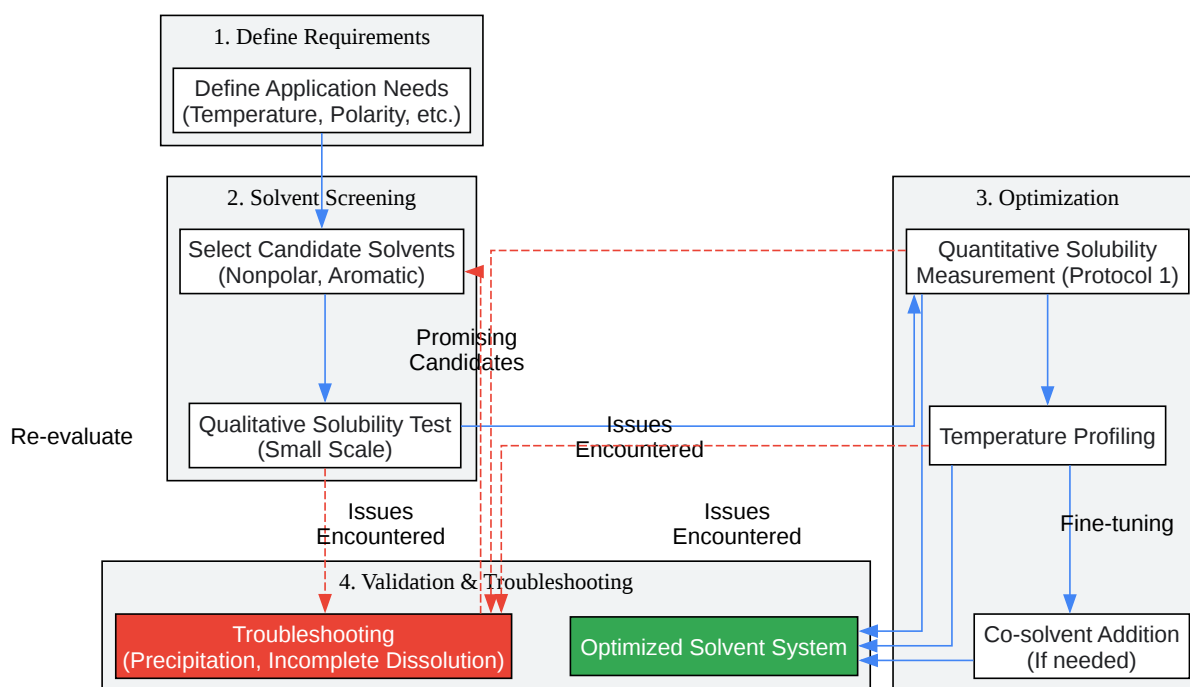 1. Define Requirements
Define Application Needs
(Temperature, Polarity, etc.)
2. Solvent Screening
Select Candidate Solvents
(Nonpolar, Aromatic)
Promising
Candidates
Qualitative Solubility Test
(Small Scale)
Re-evaluate
Issues
Encountered
3. Optimization
Quantitative Solubility
Measurement (Protocol 1)
Temperature Profiling
Issues
Encountered
Issues
Encountered
Fine-tuning
Co-solvent Addition
(If needed)
4. Validation & Troubleshooting
Troubleshooting
(Precipitation, Incomplete Dissolution)
Optimized Solvent System